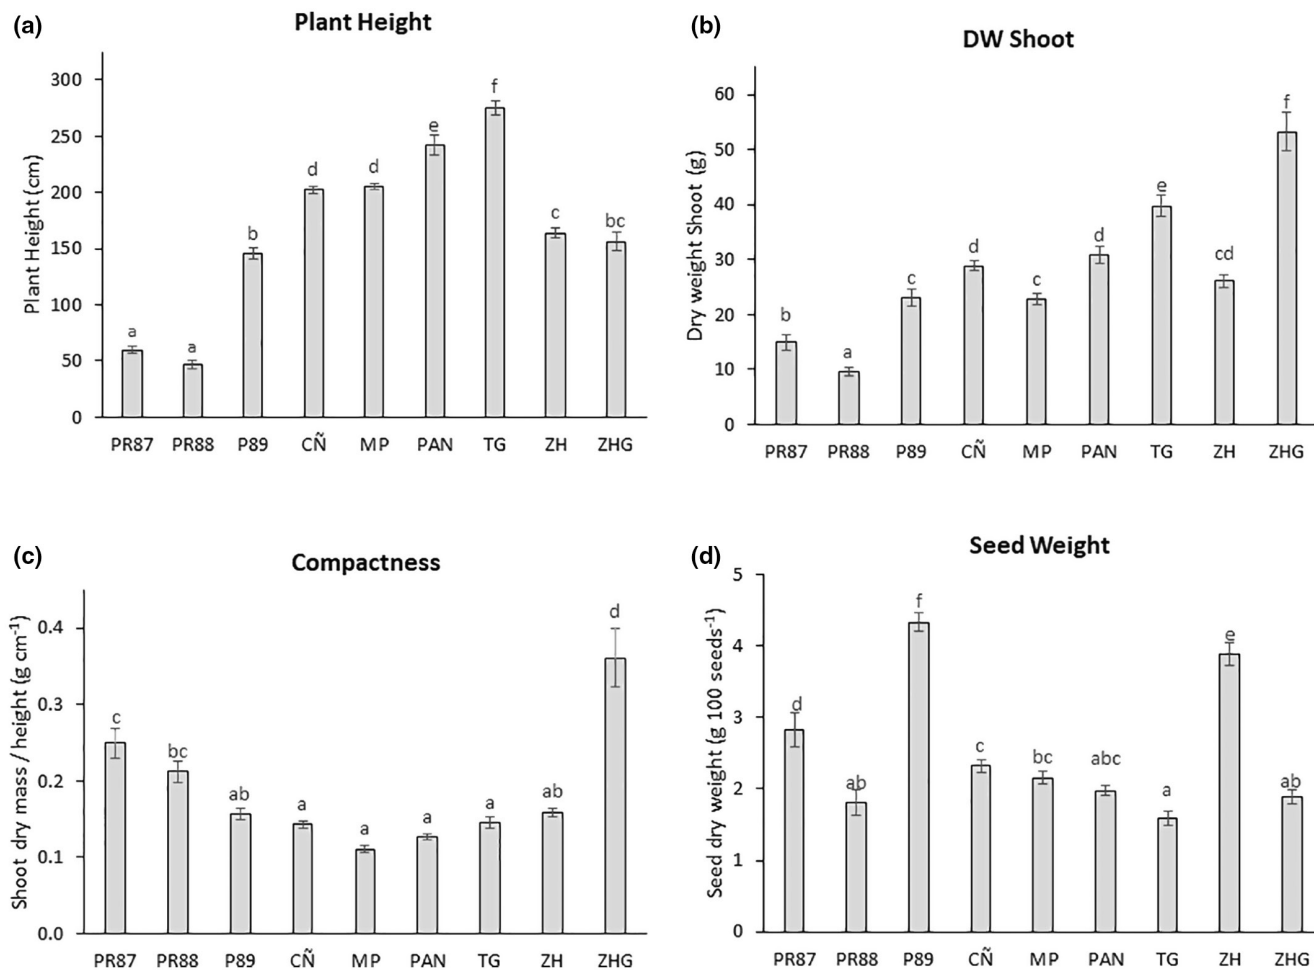 (a)
Plant Height
Plant Height (cm)
300
250
200
150
100
50
0
a
a
b
d
d
e
f
c
bc
PR87 PR88 P89 CÑ MP PAN TG ZH ZHG
(b)
DW Shoot
Dry weight Shoot (g)
60
50
40
30
20
10
0
b
a
c
d
c
d
e
cd
f
PR87 PR88 P89 CÑ MP PAN TG ZH ZHG
(c)
Compactness
Shoot dry mass / height (g cm⁻¹)
0.4
0.3
0.2
0.1
0.0
c
bc
ab
a
a
a
a
ab
d
PR87 PR88 P89 CÑ MP PAN TG ZH ZHG
(d)
Seed Weight
Seed dry weight (g 100 seeds⁻¹)
5
4
3
2
1
0
d
ab
f
c
bc
abc
a
e
ab
PR87 PR88 P89 CÑ MP PAN TG ZH ZHG